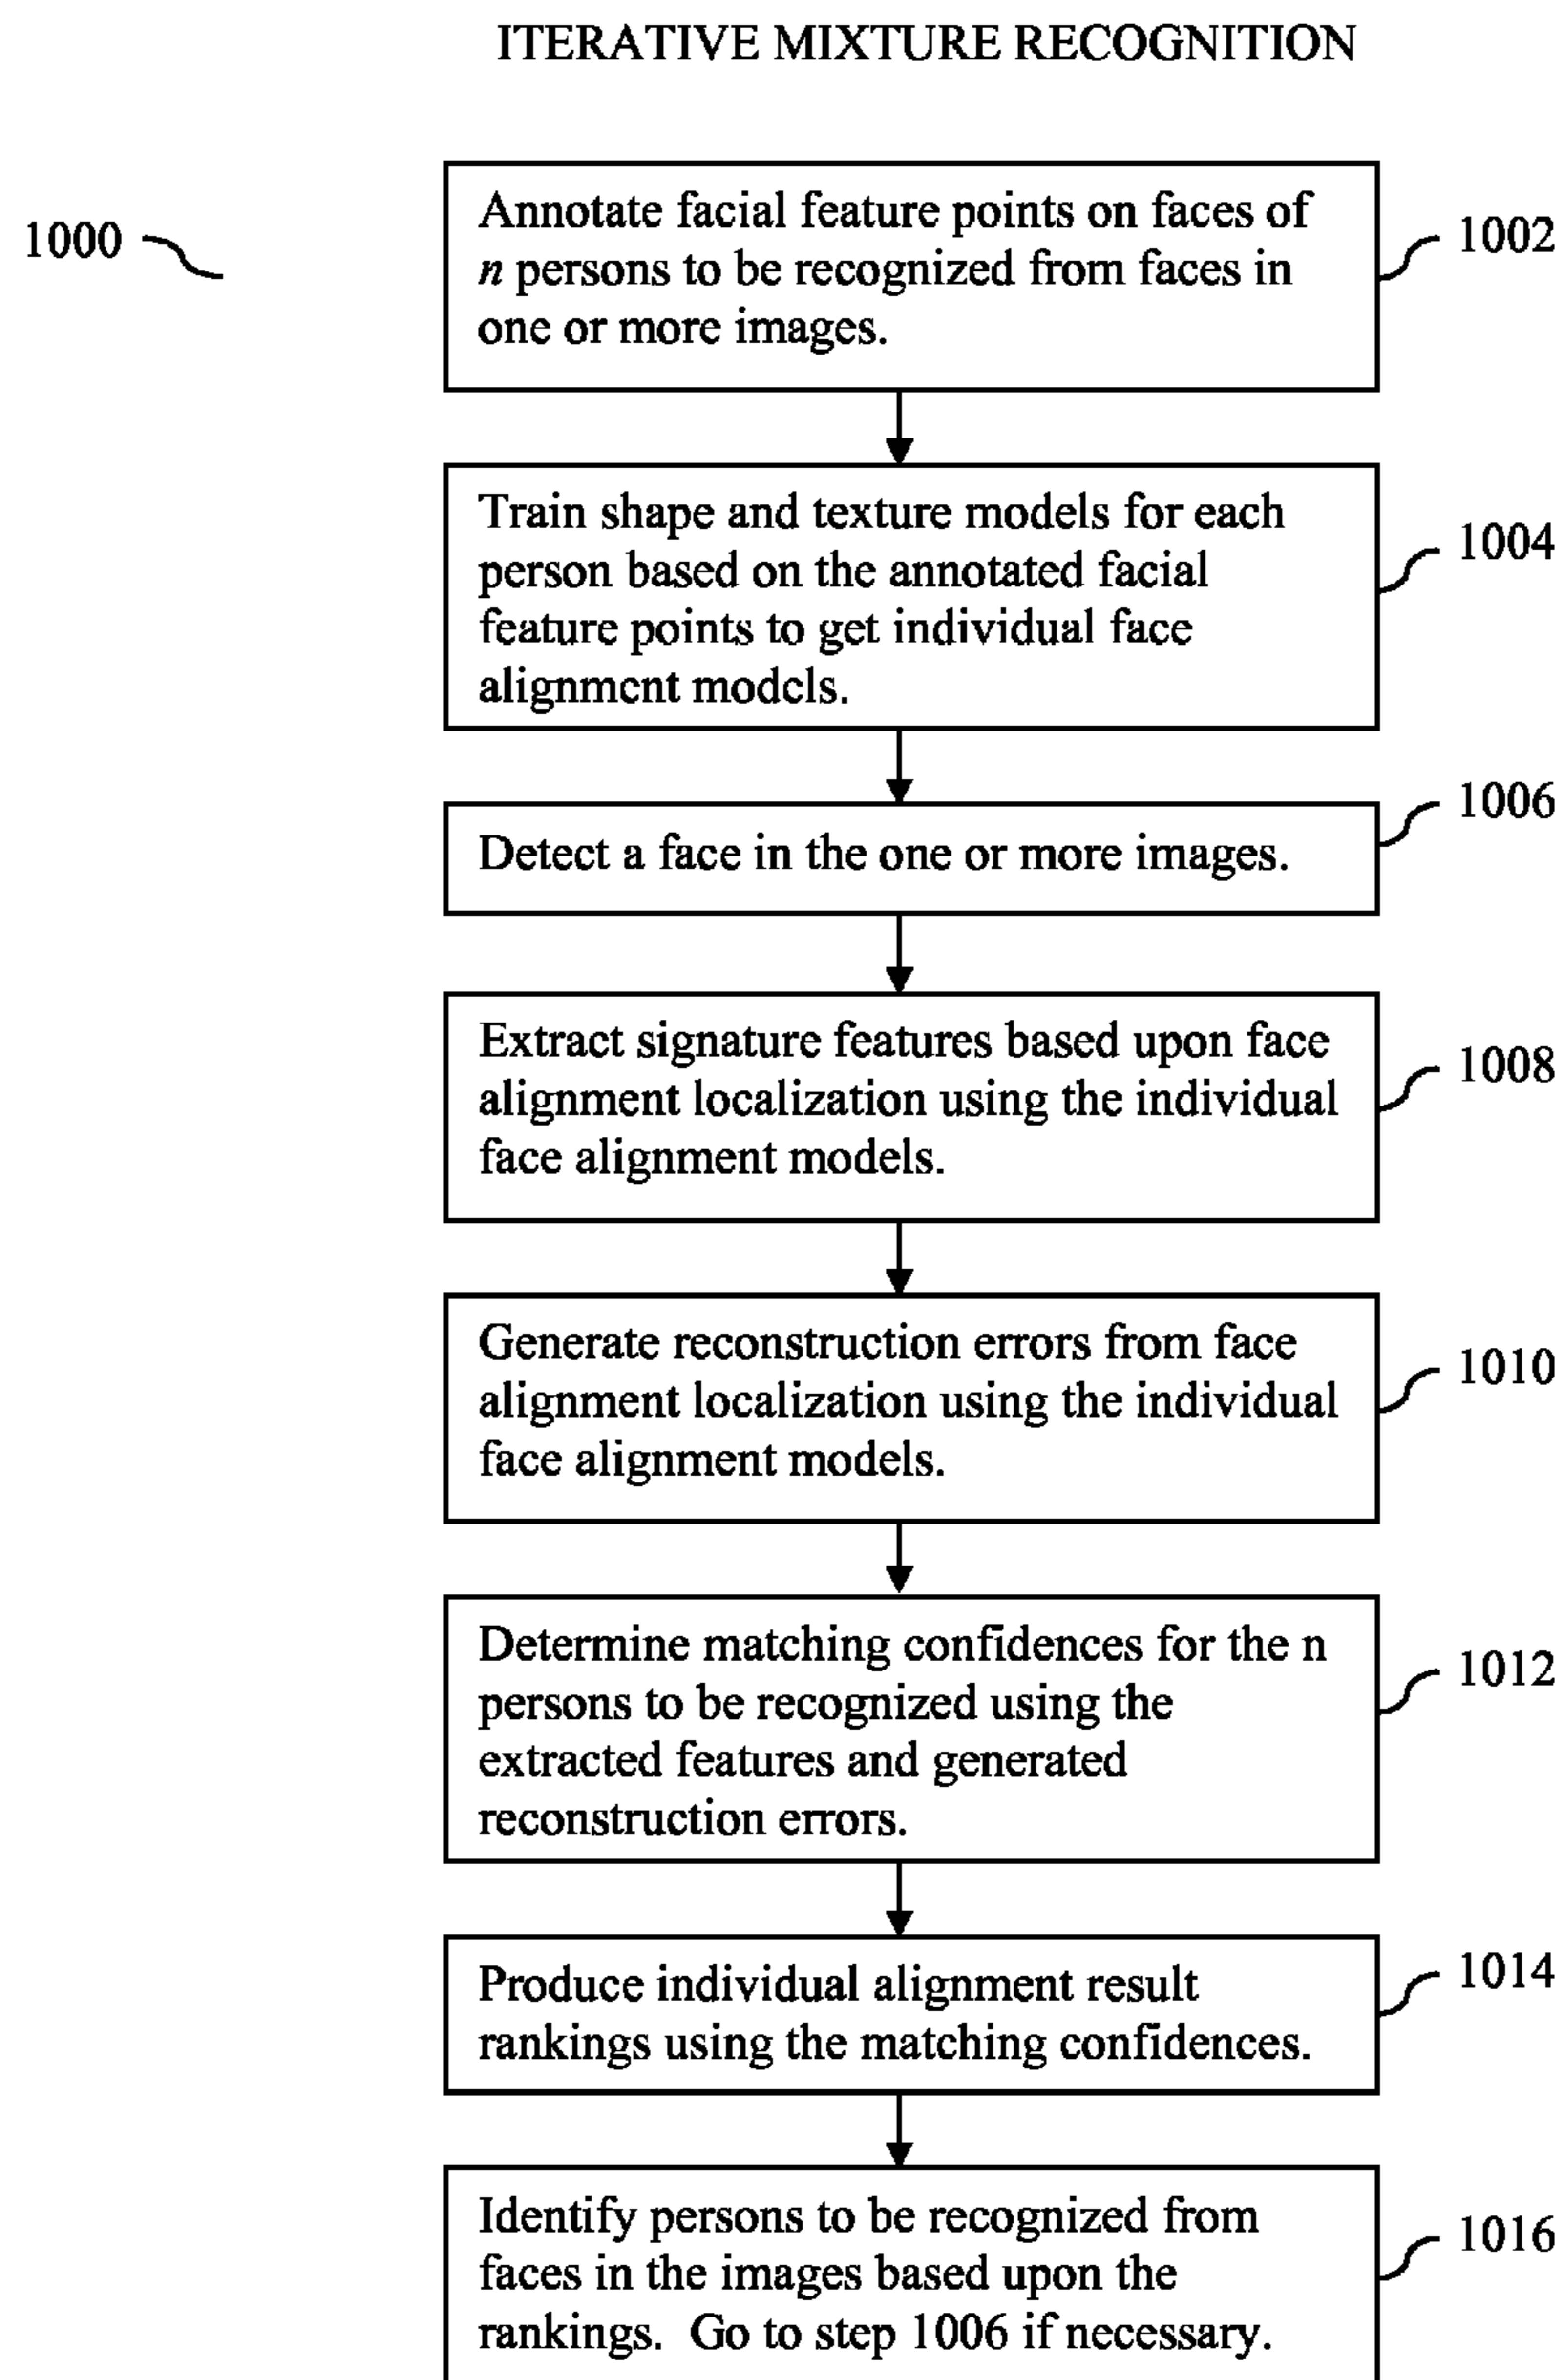 ITERATIVE MIXTURE RECOGNITION
1000
Annotate facial feature points on faces of
n persons to be recognized from faces in
one or more images.
1002
Train shape and texture models for each
person based on the annotated facial
feature points to get individual face
alignment models.
1004
Detect a face in the one or more images.
1006
Extract signature features based upon face
alignment localization using the individual
face alignment models.
1008
Generate reconstruction errors from face
alignment localization using the individual
face alignment models.
1010
Determine matching confidences for the n
persons to be recognized using the
extracted features and generated
reconstruction errors.
1012
Produce individual alignment result
rankings using the matching confidences.
1014
Identify persons to be recognized from
faces in the images based upon the
rankings. Go to step 1006 if necessary.
1016